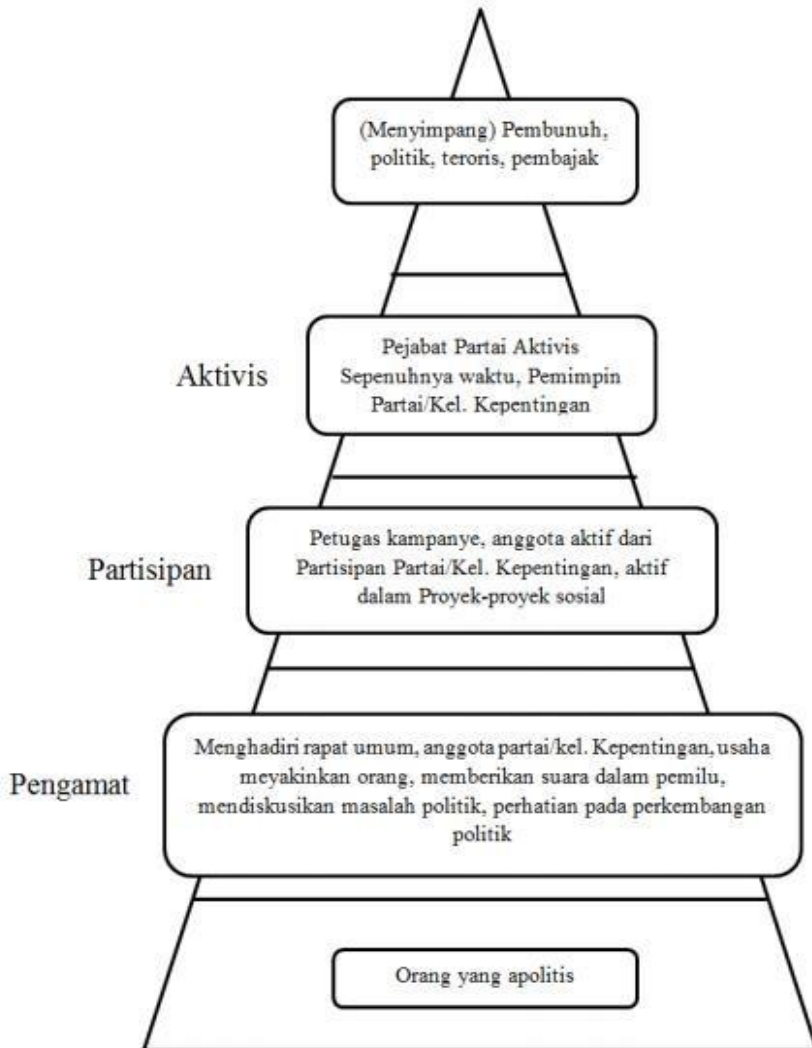 (Menyimpang) Pembunuh,
politik, teroris, pembajak
Aktivis
Pejabat Partai Aktivis
Sepenuhnya waktu, Pemimpin
Partai/Kel. Kepentingan
Partisipan
Petugas kampanye, anggota aktif dari
Partisipan Partai/Kel. Kepentingan, aktif
dalam Proyek-proyek sosial
Pengamat
Menghadiri rapat umum, anggota partai/kel. Kepentingan, usaha
meyakinkan orang, memberikan suara dalam pemilu,
mendiskusikan masalah politik, perhatian pada perkembangan
politik
Orang yang apolitis